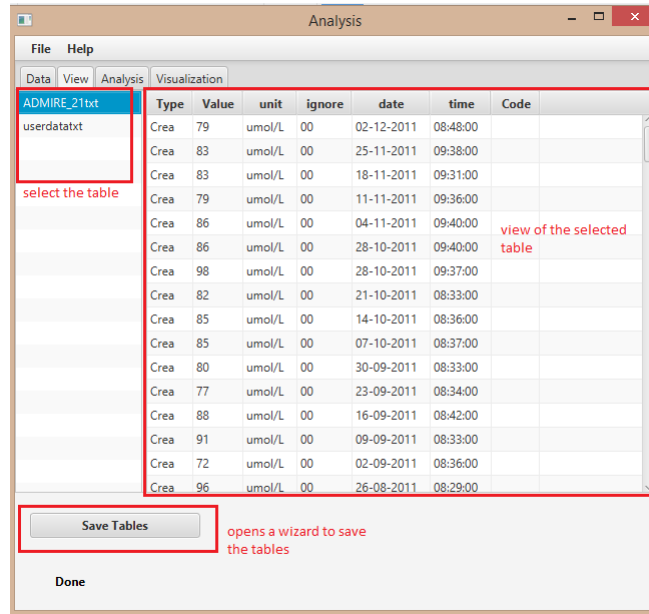 Analysis
File Help
Data View Analysis Visualization
ADMIRE_21txt
userdatatxt
select the table
Type Value unit ignore date time Code
Crea 79 umol/L 00 02-12-2011 08:48:00
Crea 83 umol/L 00 25-11-2011 09:38:00
Crea 83 umol/L 00 18-11-2011 09:31:00
Crea 79 umol/L 00 11-11-2011 09:36:00
Crea 86 umol/L 00 04-11-2011 09:40:00
Crea 86 umol/L 00 28-10-2011 09:40:00
Crea 98 umol/L 00 28-10-2011 09:37:00
Crea 82 umol/L 00 21-10-2011 08:33:00
Crea 85 umol/L 00 14-10-2011 08:36:00
Crea 85 umol/L 00 07-10-2011 08:37:00
Crea 80 umol/L 00 30-09-2011 08:33:00
Crea 77 umol/L 00 23-09-2011 08:34:00
Crea 88 umol/L 00 16-09-2011 08:42:00
Crea 91 umol/L 00 09-09-2011 08:33:00
Crea 72 umol/L 00 02-09-2011 08:36:00
Crea 96 umol/L 00 26-08-2011 08:29:00
view of the selected
table
Save Tables
opens a wizard to save
the tables
Done